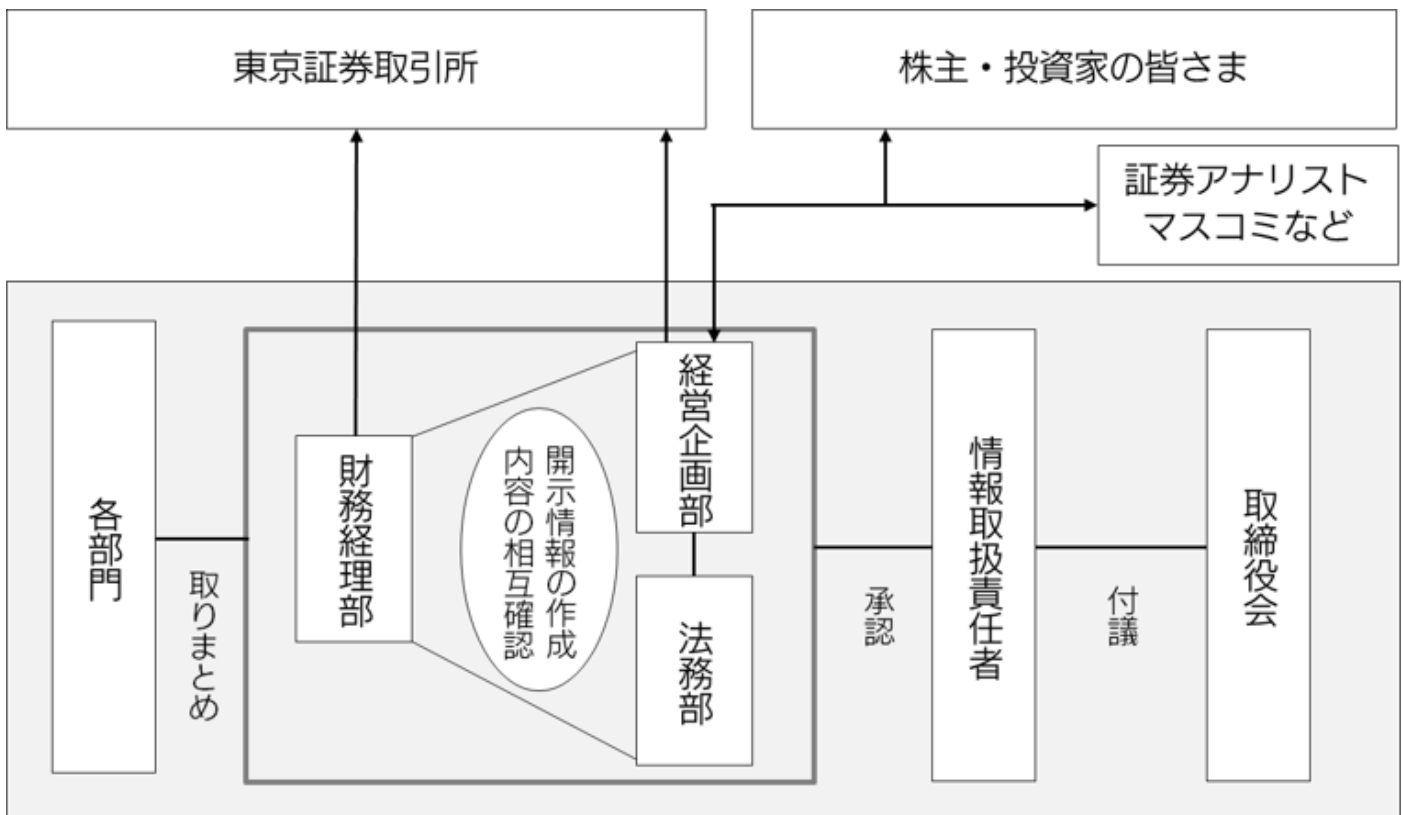 東京証券取引所
株主・投資家の皆さま
証券アナリスト
マスコミなど
各部門
取りまとめ
財務経理部
開示情報の作成
内容の相互確認
経営企画部
法務部
承認
情報取扱責任者
付議
取締役会